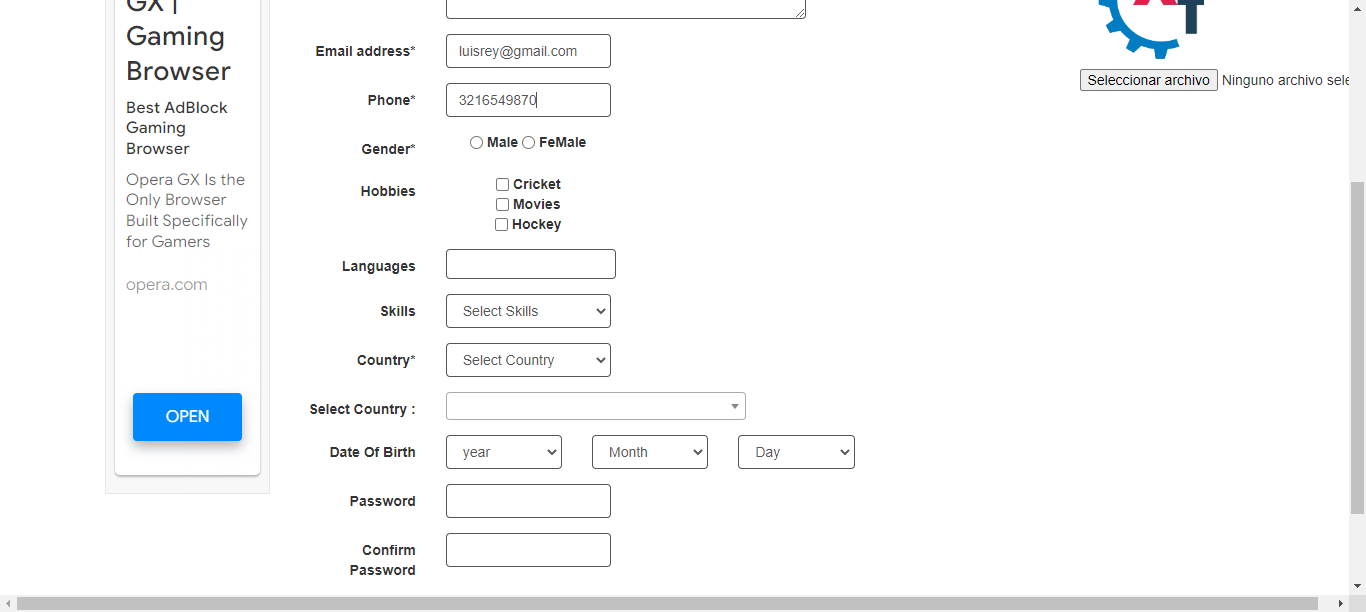 GX |
Gaming
Browser
Best AdBlock
Gaming
Browser
Opera GX Is the
Only Browser
Built Specifically
for Gamers
opera.com
OPEN
Email address*
luisrey@gmail.com
Phone*
3216549870
Gender*
Male FeMale
Hobbies
Cricket
Movies
Hockey
Languages
Skills
Select Skills
Country*
Select Country
Select Country :
Date Of Birth
year Month Day
Password
Confirm
Password
Seleccionar archivo Ninguno archivo sele